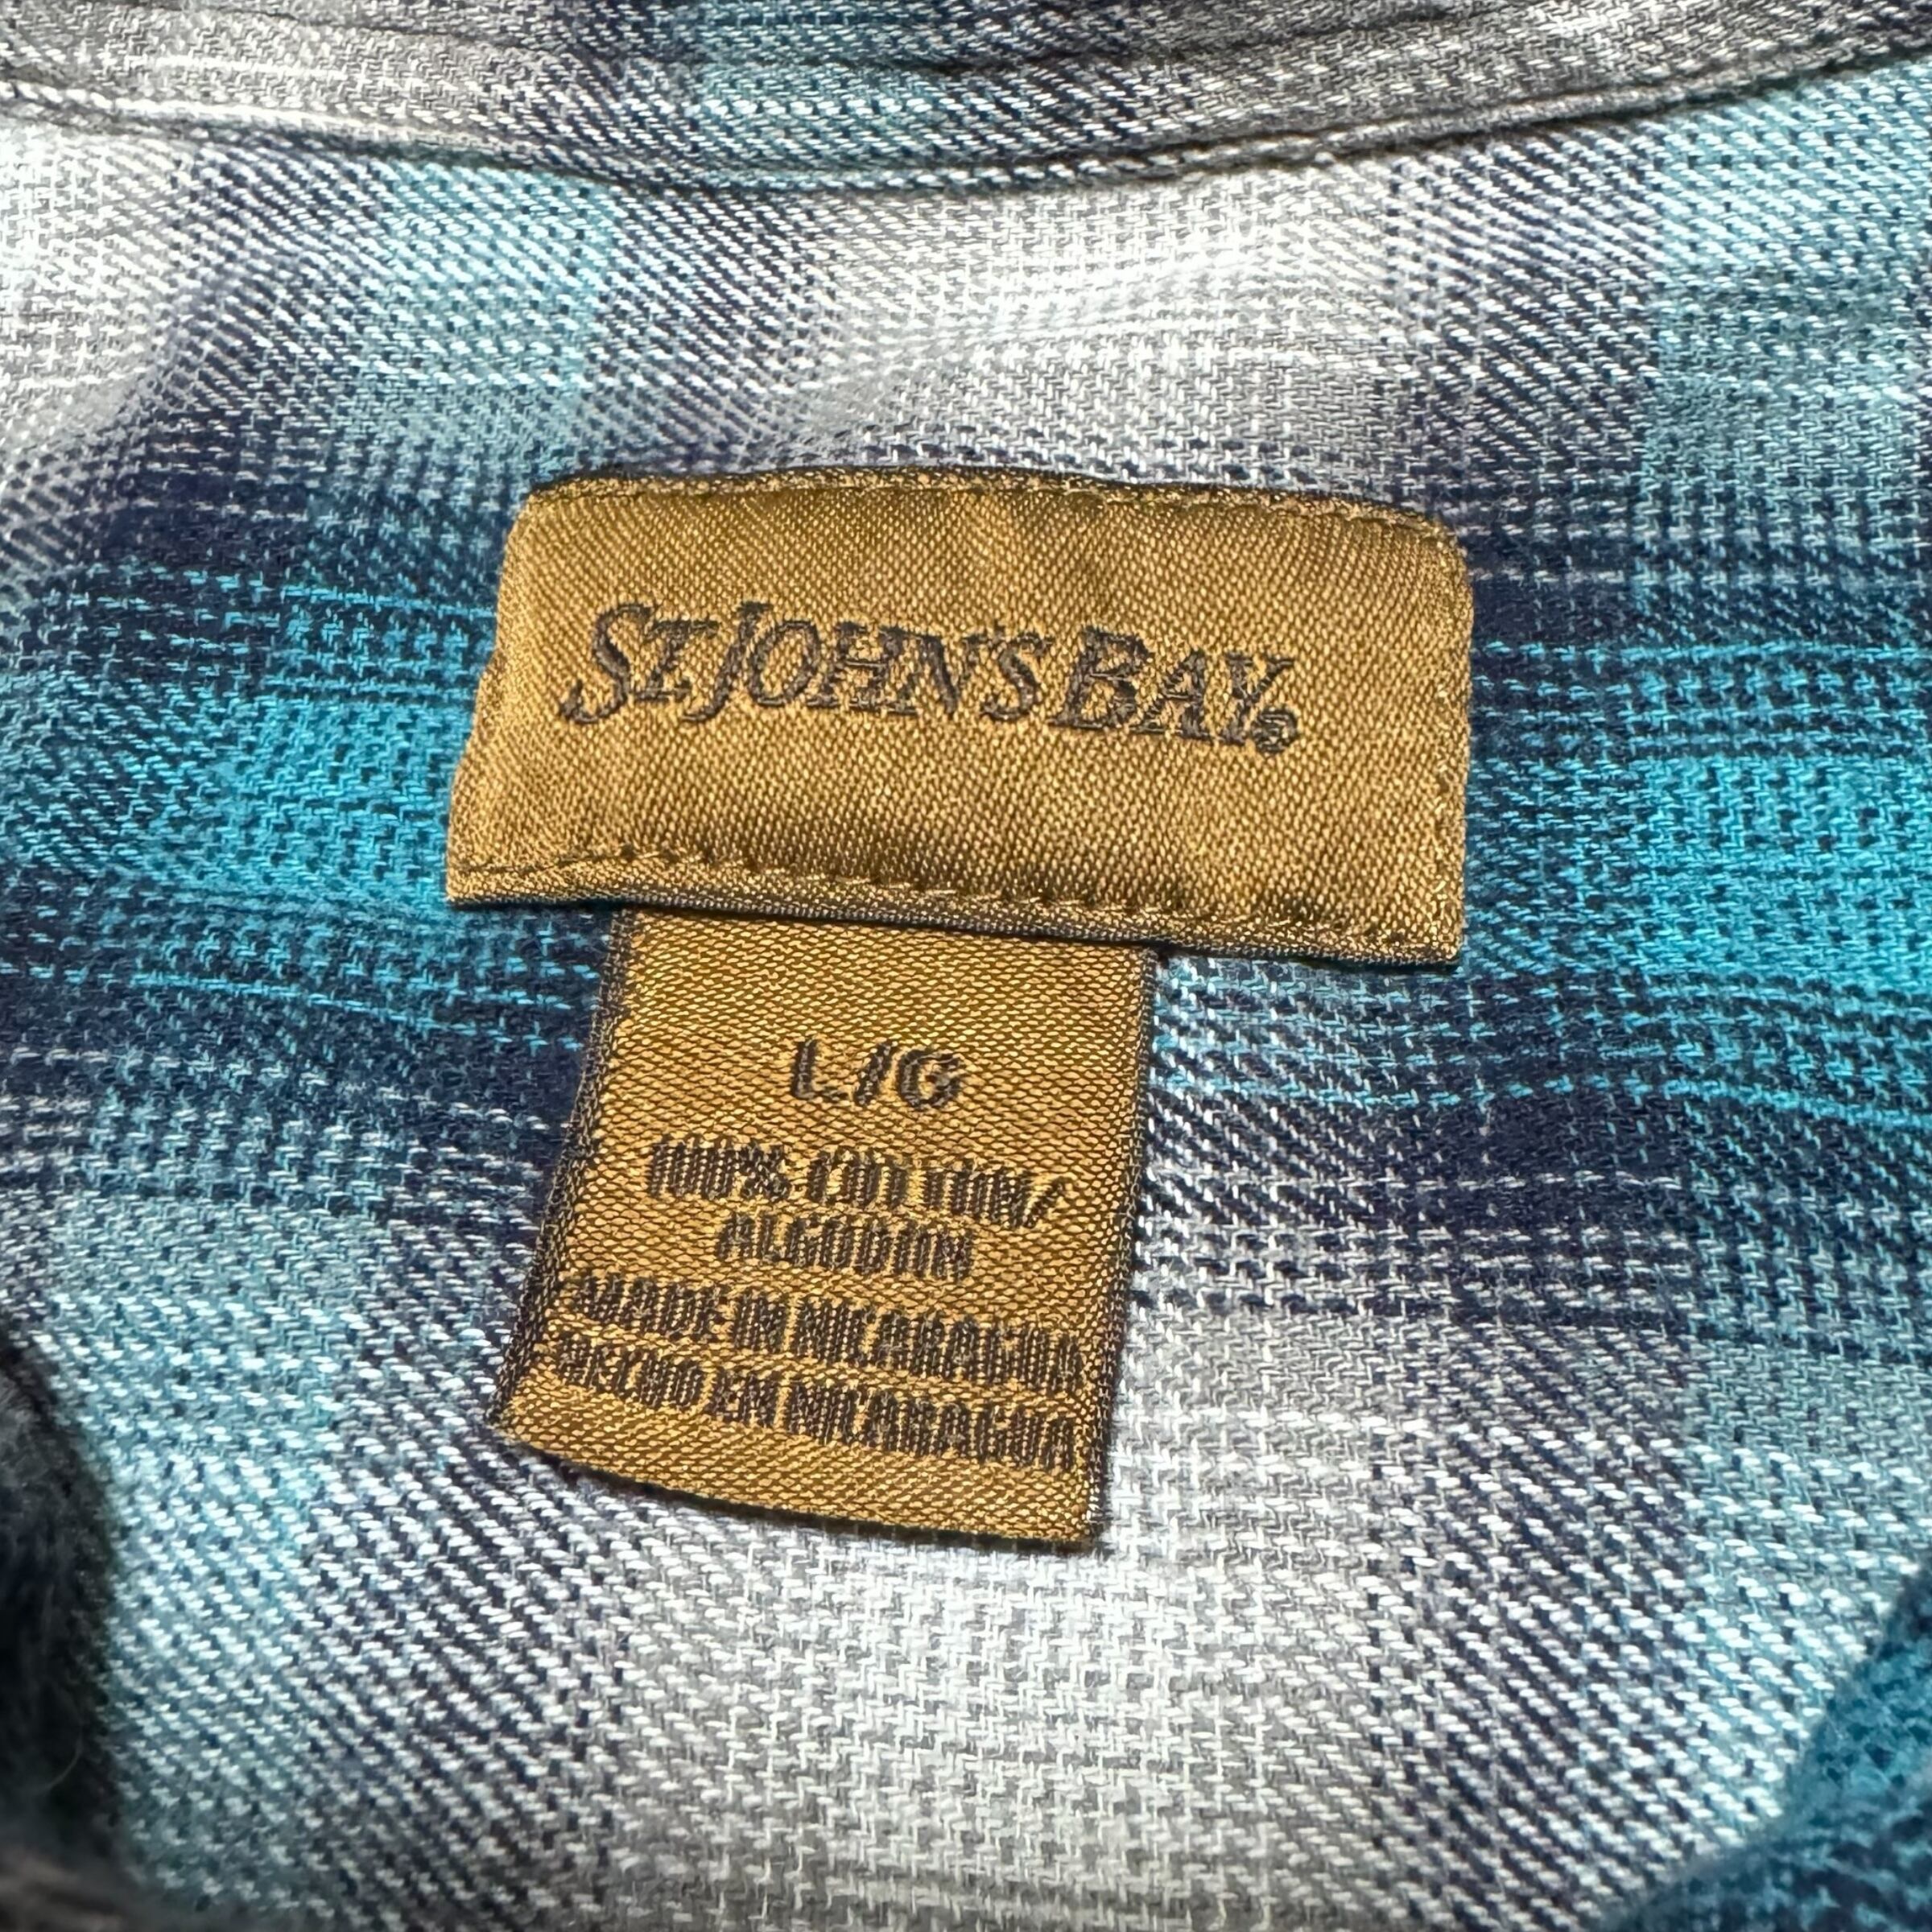 ST. JOHN'S BAY®
L/G
100% COTTON/
ALGODON
MADE IN NICARAGUA
HECHO EN NICARAGUA